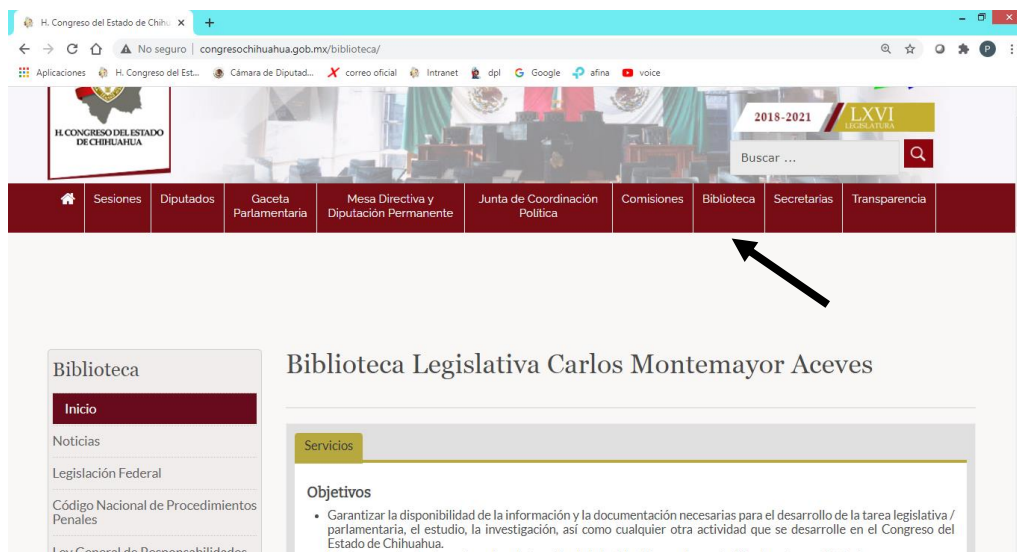 H. Congreso del Estado de Chihu
No seguro | congresochihuahua.gob.mx/biblioteca/
P
Aplicaciones H. Congreso del Est... Cámara de Diputad... correo oficial Intranet dpl Google afina voice
H. CONGRESO DEL ESTADO
DE CHIHUAHUA
2018-2021 LXVI
LEGISLATURA
Buscar ...
Sesiones Diputados Gaceta Parlamentaria Mesa Directiva y Diputación Permanente Junta de Coordinación Política Comisiones Biblioteca Secretarias Transparencia
Biblioteca
Inicio
Noticias
Legislación Federal
Código Nacional de Procedimientos
Penales
Ley General de Responsabilidades
Biblioteca Legislativa Carlos Montemayor Aceves
Servicios
Objetivos
• Garantizar la disponibilidad de la información y la documentación necesarias para el desarrollo de la tarea legislativa /
parlamentaria, el estudio, la investigación, así como cualquier otra actividad que se desarrolle en el Congreso del
Estado de Chihuahua.